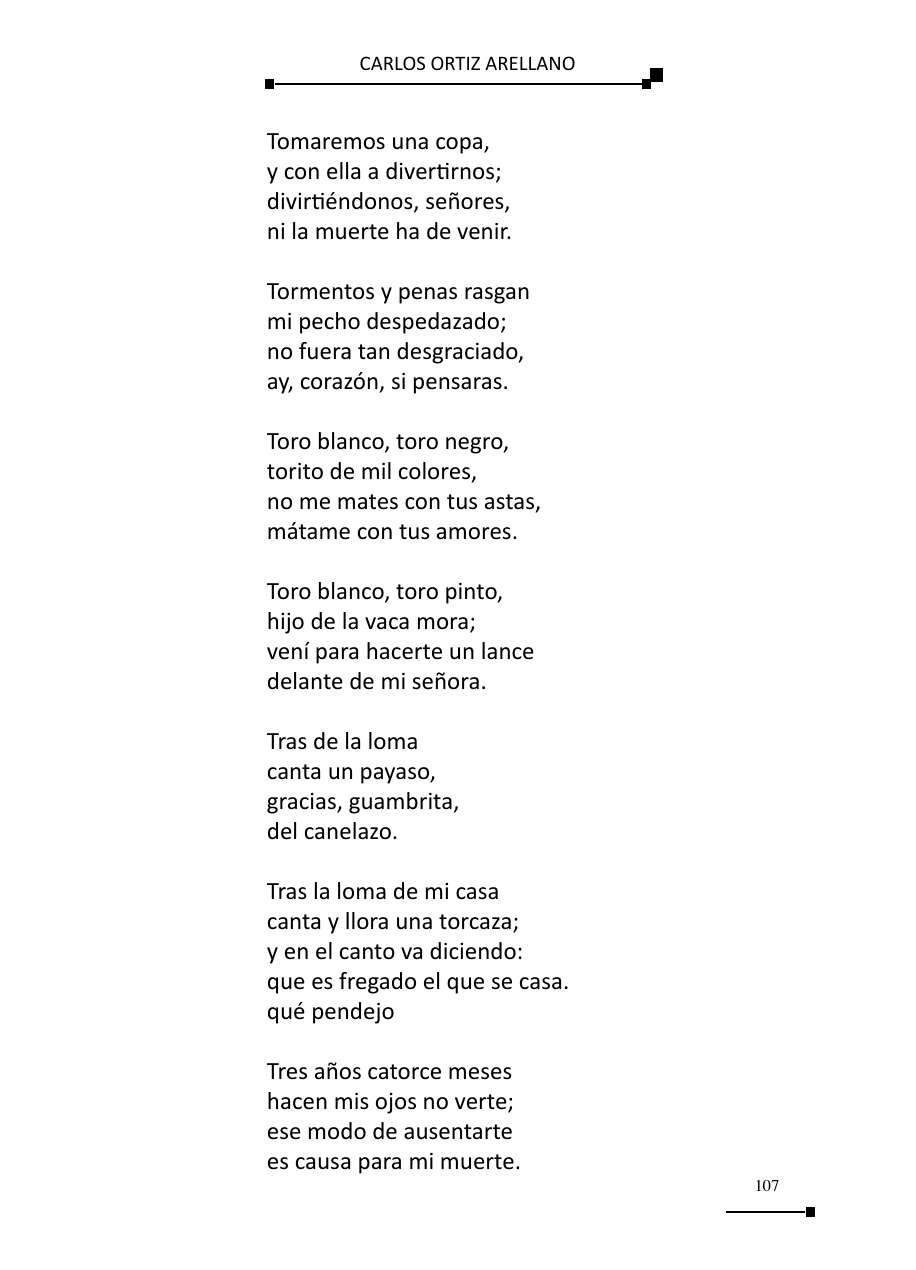 CARLOS ORTIZ ARELLANO
Tomaremos una copa,
y con ella a divertirnos;
divirtiéndonos, señores,
ni la muerte ha de venir.
Tormentos y penas rasgan
mi pecho despedazado;
no fuera tan desgraciado,
ay, corazón, si pensaras.
Toro blanco, toro negro,
torito de mil colores,
no me mates con tus astas,
mátame con tus amores.
Toro blanco, toro pinto,
hijo de la vaca mora;
vení para hacerte un lance
delante de mi señora.
Tras de la loma
canta un payaso,
gracias, guambrita,
del canelazo.
Tras la loma de mi casa
canta y llora una torcaza;
y en el canto va diciendo:
que es fregado el que se casa.
qué pendejo
Tres años catorce meses
hacen mis ojos no verte;
ese modo de ausentarte
es causa para mi muerte.
107